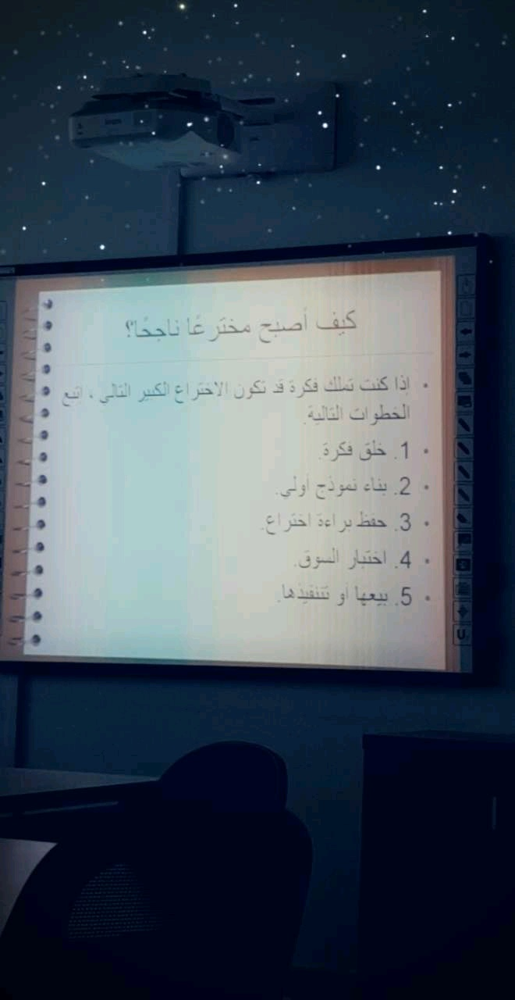 كيف أصبح مخترعًا ناجحًا؟
• إذا كنت تملك فكرة قد تكون الاختراع الكبير التالي ، اتبع
الخطوات التالية.
• 1. خلق فكرة.
• 2. بناء نموذج أولي.
• 3. حفظ براءة اختراع.
• 4. اختبار السوق.
• 5. بيعها أو تتنفيذها.